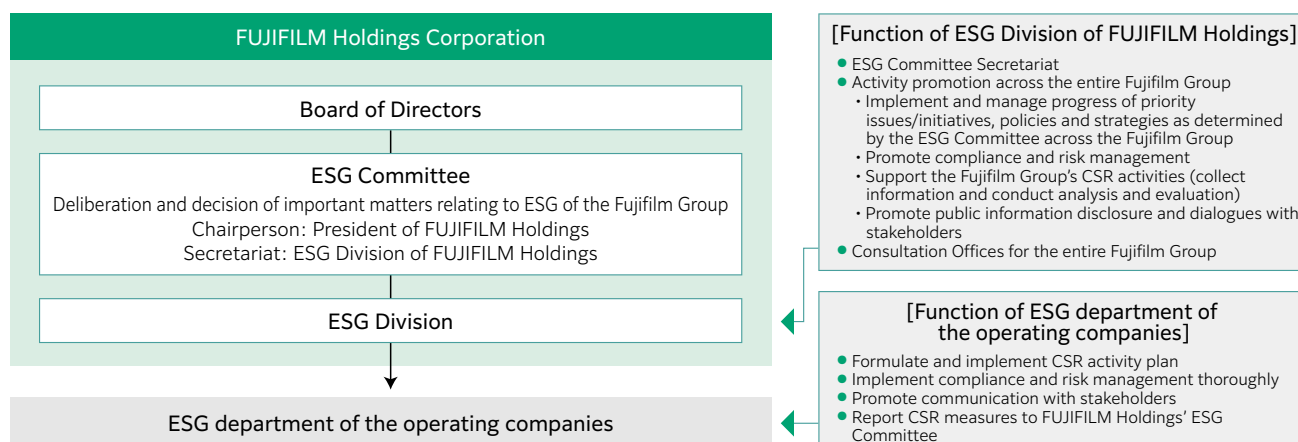 FUJIFILM Holdings Corporation
Board of Directors
ESG Committee
Deliberation and decision of important matters relating to ESG of the Fujifilm Group
Chairperson: President of FUJIFILM Holdings
Secretariat: ESG Division of FUJIFILM Holdings
ESG Division
ESG department of the operating companies
[Function of ESG Division of FUJIFILM Holdings]
● ESG Committee Secretariat
● Activity promotion across the entire Fujifilm Group
・Implement and manage progress of priority
issues/initiatives, policies and strategies as determined
by the ESG Committee across the Fujifilm Group
・Promote compliance and risk management
・Support the Fujifilm Group's CSR activities (collect
information and conduct analysis and evaluation)
・Promote public information disclosure and dialogues with
stakeholders
● Consultation Offices for the entire Fujifilm Group
[Function of ESG department of
the operating companies]
● Formulate and implement CSR activity plan
● Implement compliance and risk management thoroughly
● Promote communication with stakeholders
● Report CSR measures to FUJIFILM Holdings' ESG
Committee